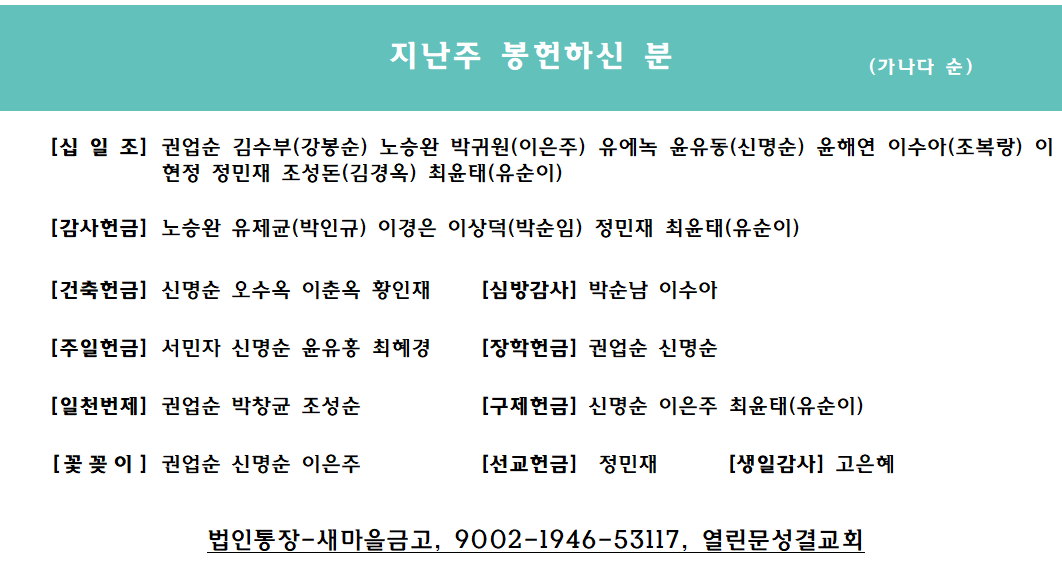 지난주 봉헌하신 분 (가나다 순)
[십 일 조] 권업순 김수부(강봉순) 노승완 박귀원(이은주) 유에녹 윤유동(신명순) 윤해연 이수아(조복랑) 이
현정 정민재 조성돈(김경옥) 최윤태(유순이)
[감사헌금] 노승완 유제균(박인규) 이경은 이상덕(박순임) 정민재 최윤태(유순이)
[건축헌금] 신명순 오수옥 이춘옥 황인재 [심방감사] 박순남 이수아
[주일헌금] 서민자 신명순 윤유홍 최혜경 [장학헌금] 권업순 신명순
[일천번제] 권업순 박창균 조성순 [구제헌금] 신명순 이은주 최윤태(유순이)
[꽃꽂이] 권업순 신명순 이은주 [선교헌금] 정민재 [생일감사] 고은혜
법인통장-새마을금고, 9002-1946-53117, 열린문성결교회